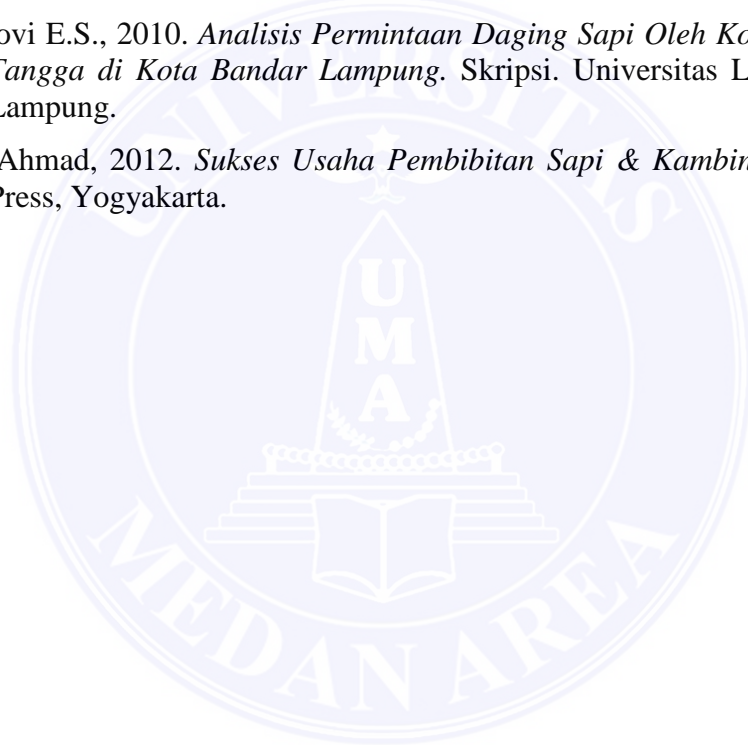 ovi E.S., 2010. Analisis Permintaan Daging Sapi Oleh Ko
Tangga di Kota Bandar Lampung. Skripsi. Universitas L
Lampung.
Ahmad, 2012. Sukses Usaha Pembibitan Sapi & Kambin
Press, Yogyakarta.
UNIVERSITAS
U
M
A
MEDAN AREA